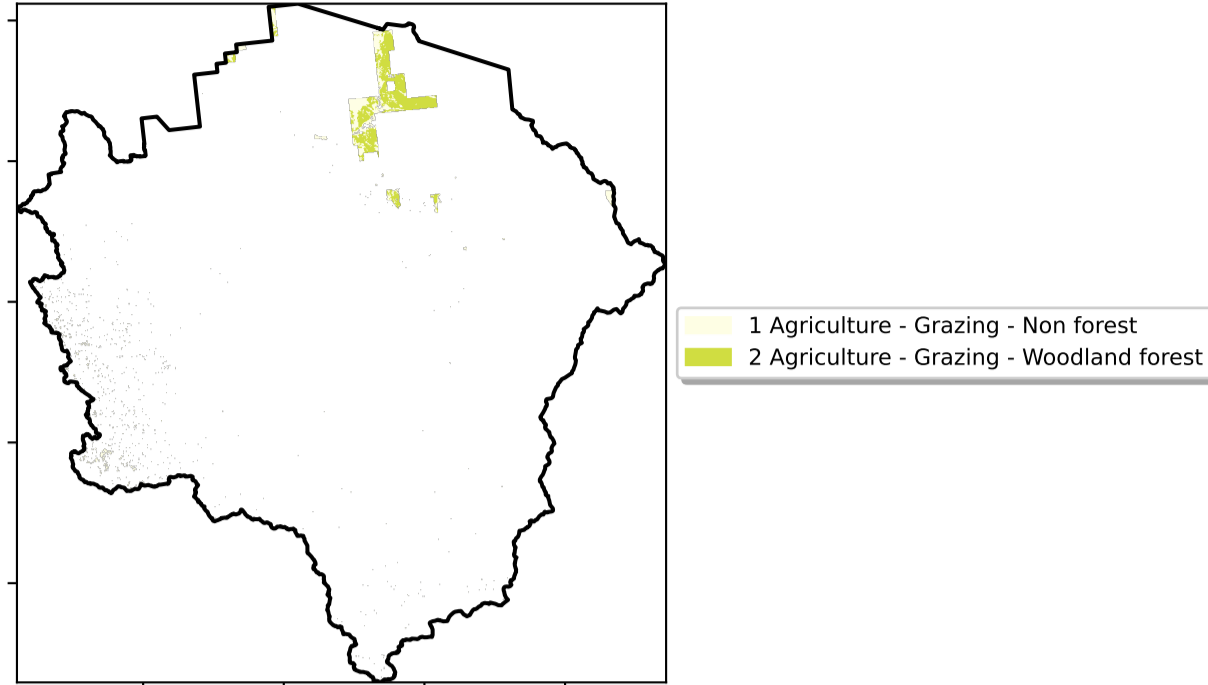 1 Agriculture - Grazing - Non forest
2 Agriculture - Grazing - Woodland forest